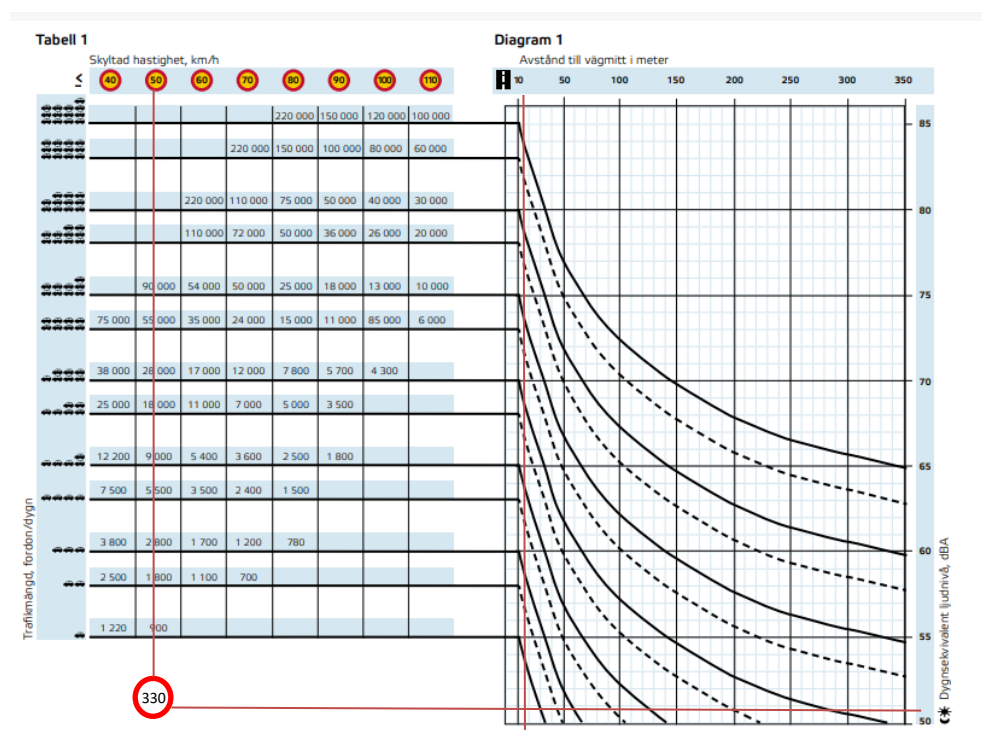 Tabell 1
Skyltad hastighet, km/h
≤ 40 50 60 70 80 90 100 110
220 000 150 000 120 000 100 000
220 000 150 000 100 000 80 000 60 000
220 000 110 000 75 000 50 000 40 000 30 000
110 000 72 000 50 000 36 000 26 000 20 000
90 000 54 000 50 000 25 000 18 000 13 000 10 000
75 000 55 000 35 000 24 000 15 000 11 000 85 000 6 000
38 000 28 000 17 000 12 000 7 800 5 700 4 300
25 000 18 000 11 000 7 000 5 000 3 500
12 200 9 000 5 400 3 600 2 500 1 800
7 500 5 500 3 500 2 400 1 500
3 800 2 800 1 700 1 200 780
2 500 1 800 1 100 700
1 220 900
330
Trafikmängd, fordon/dygn
Diagram 1
Avstånd till vägmitt i meter
10 50 100 150 200 250 300 350
85
80
75
70
65
60
55
50
Dygnsekvivalent ljudnivå, dBA